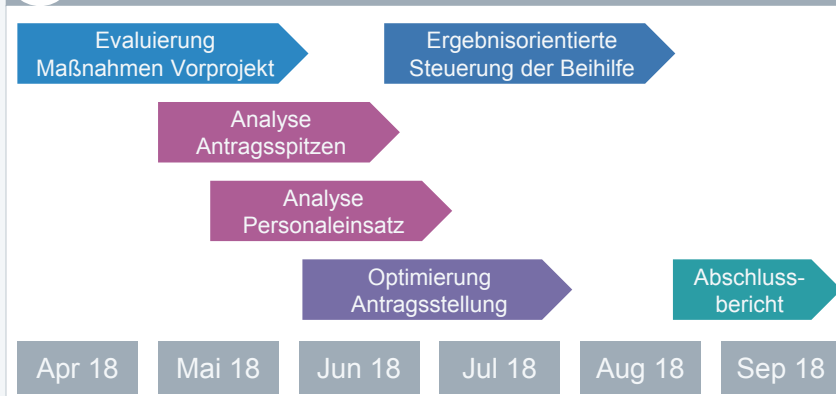 Evaluierung
Maßnahmen Vorprojekt
Ergebnisorientierte
Steuerung der Beihilfe
Analyse
Antragsspitzen
Analyse
Personaleinsatz
Optimierung
Antragsstellung
Abschluss-
bericht
Apr 18
Mai 18
Jun 18
Jul 18
Aug 18
Sep 18